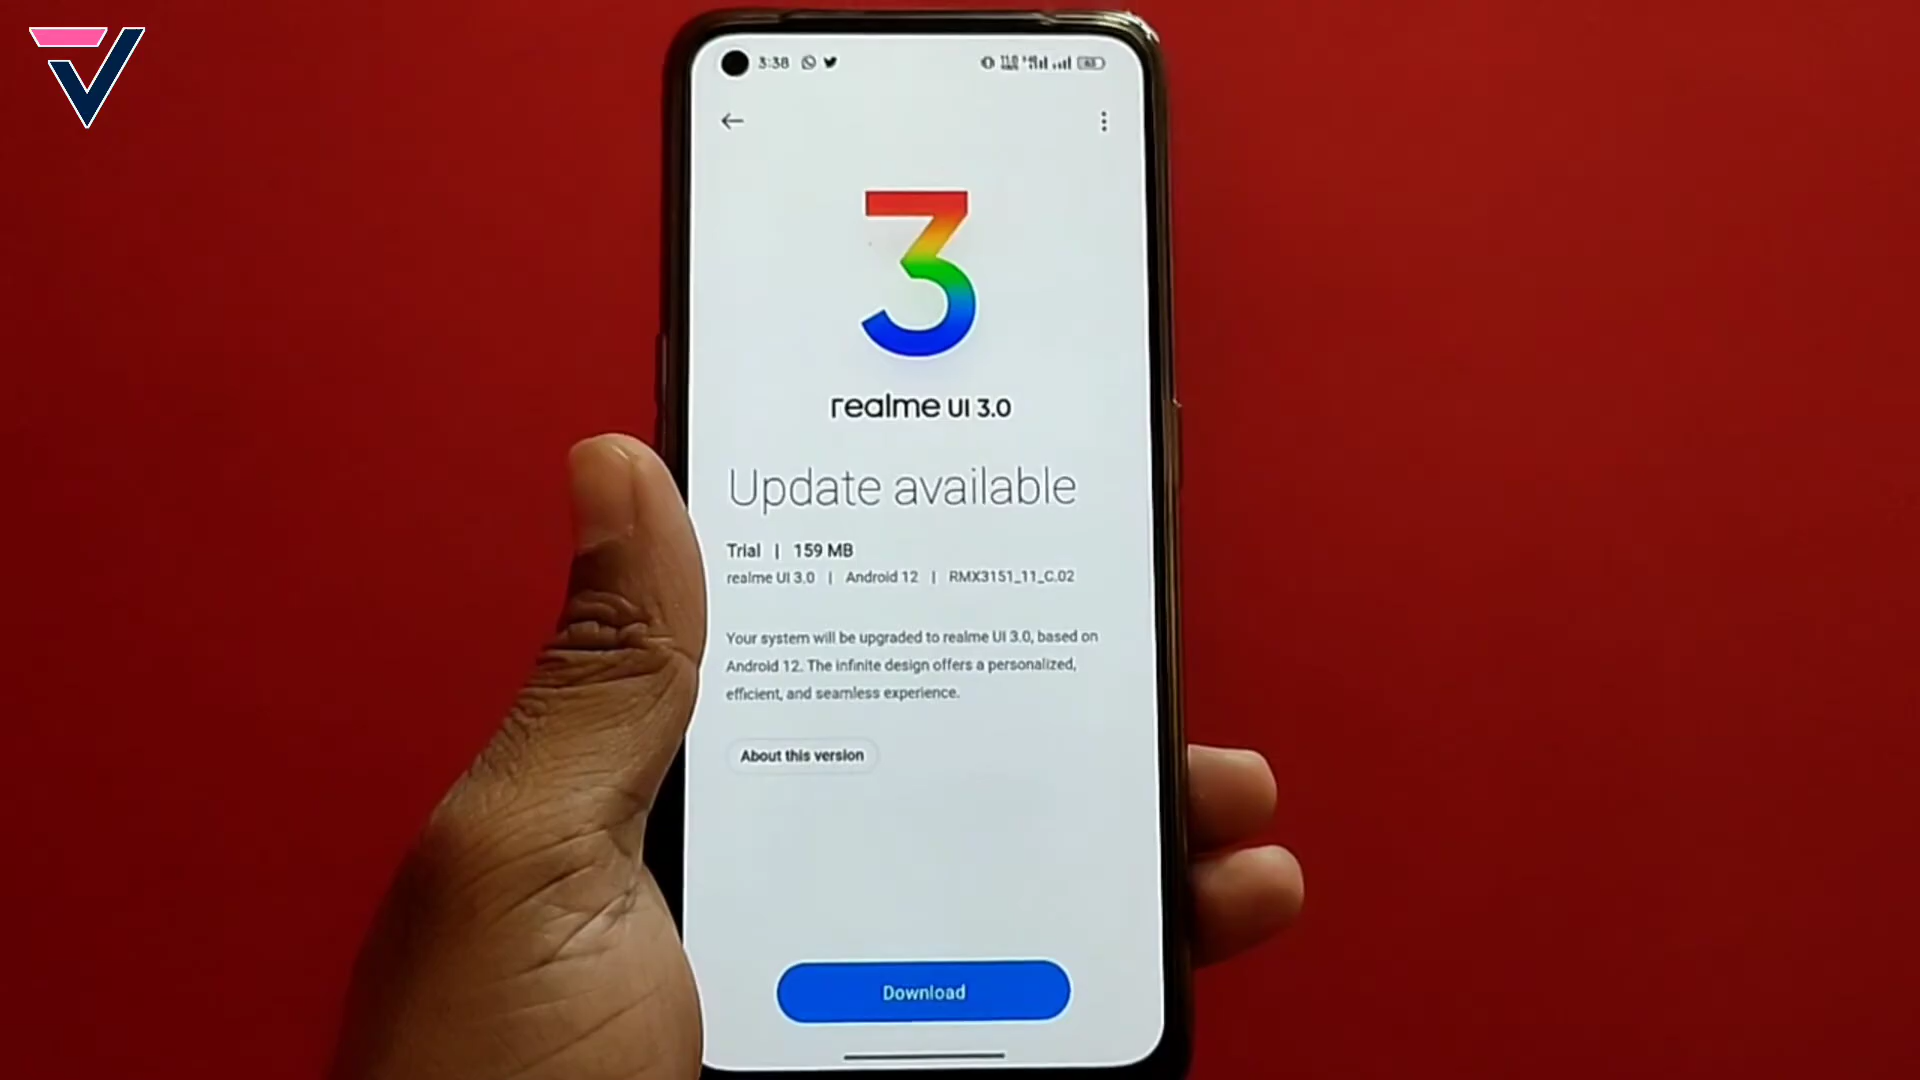 3:38
3
realme UI 3.0
Update available
Trial | 159 MB
realme UI 3.0 | Android 12 | RMX3151_11_C.02
Your system will be upgraded to realme UI 3.0, based on
Android 12. The infinite design offers a personalized,
efficient, and seamless experience.
About this version
Download